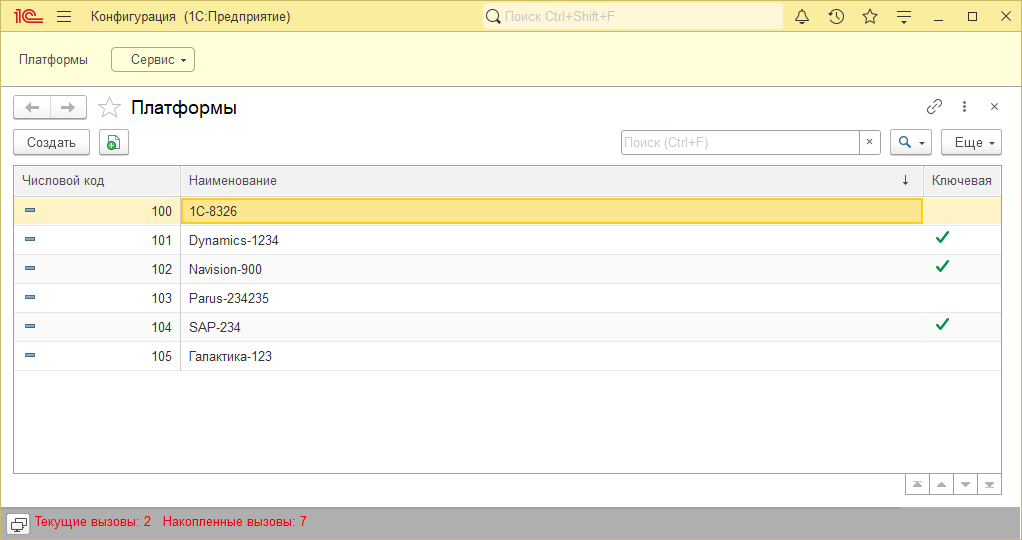 1С Конфигурация (1С:Предприятие) Поиск Ctrl+Shift+F
Платформы Сервис
Платформы
Создать Поиск (Ctrl+F) × Еще
Числовой код Наименование ↓ Ключевая
100 1С-8326
101 Dynamics-1234
102 Navision-900
103 Parus-234235
104 SAP-234
105 Галактика-123
Текущие вызовы: 2 Накопленные вызовы: 7